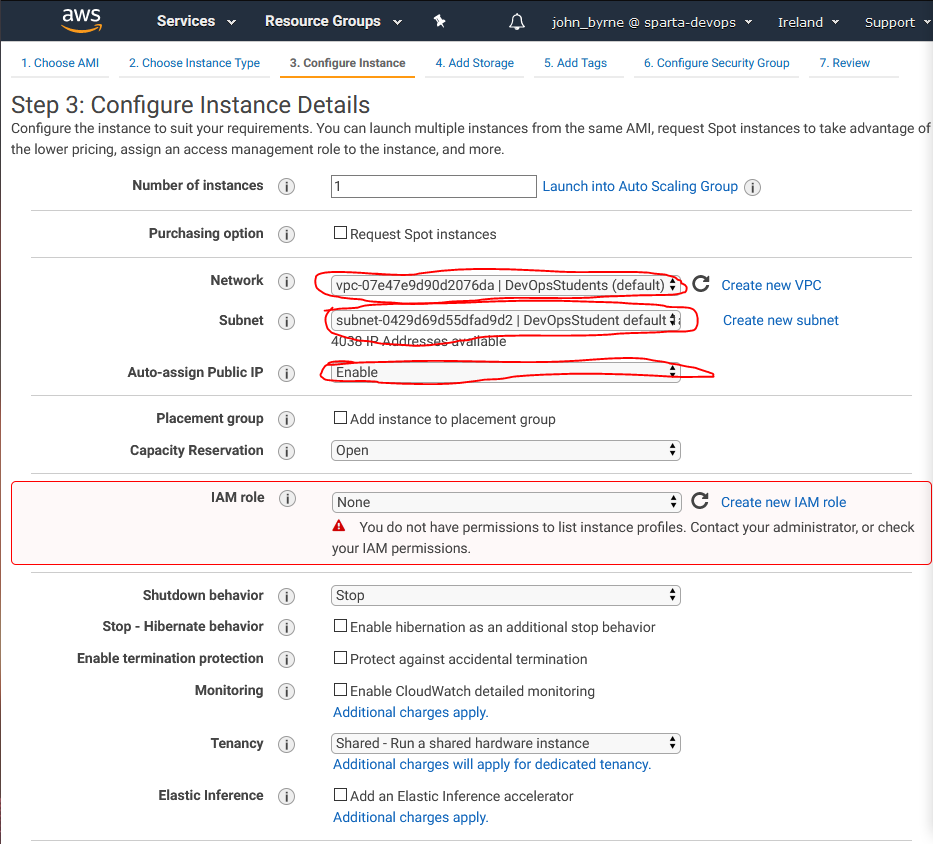 aws Services Resource Groups john_byrne @ sparta-devops Ireland Support
1. Choose AMI 2. Choose Instance Type 3. Configure Instance 4. Add Storage 5. Add Tags 6. Configure Security Group 7. Review
Step 3: Configure Instance Details
Configure the instance to suit your requirements. You can launch multiple instances from the same AMI, request Spot instances to take advantage of
the lower pricing, assign an access management role to the instance, and more.
Number of instances 1 Launch into Auto Scaling Group
Purchasing option Request Spot instances
Network vpc-07e47e9d90d2076da | DevOpsStudents (default) Create new VPC
Subnet subnet-0429d69d55dfad9d2 | DevOpsStudent default Create new subnet
4038 IP Addresses available
Auto-assign Public IP Enable
Placement group Add instance to placement group
Capacity Reservation Open
IAM role None Create new IAM role
You do not have permissions to list instance profiles. Contact your administrator, or check
your IAM permissions.
Shutdown behavior Stop
Stop - Hibernate behavior Enable hibernation as an additional stop behavior
Enable termination protection Protect against accidental termination
Monitoring Enable CloudWatch detailed monitoring
Additional charges apply.
Tenancy Shared - Run a shared hardware instance
Additional charges will apply for dedicated tenancy.
Elastic Inference Add an Elastic Inference accelerator
Additional charges apply.